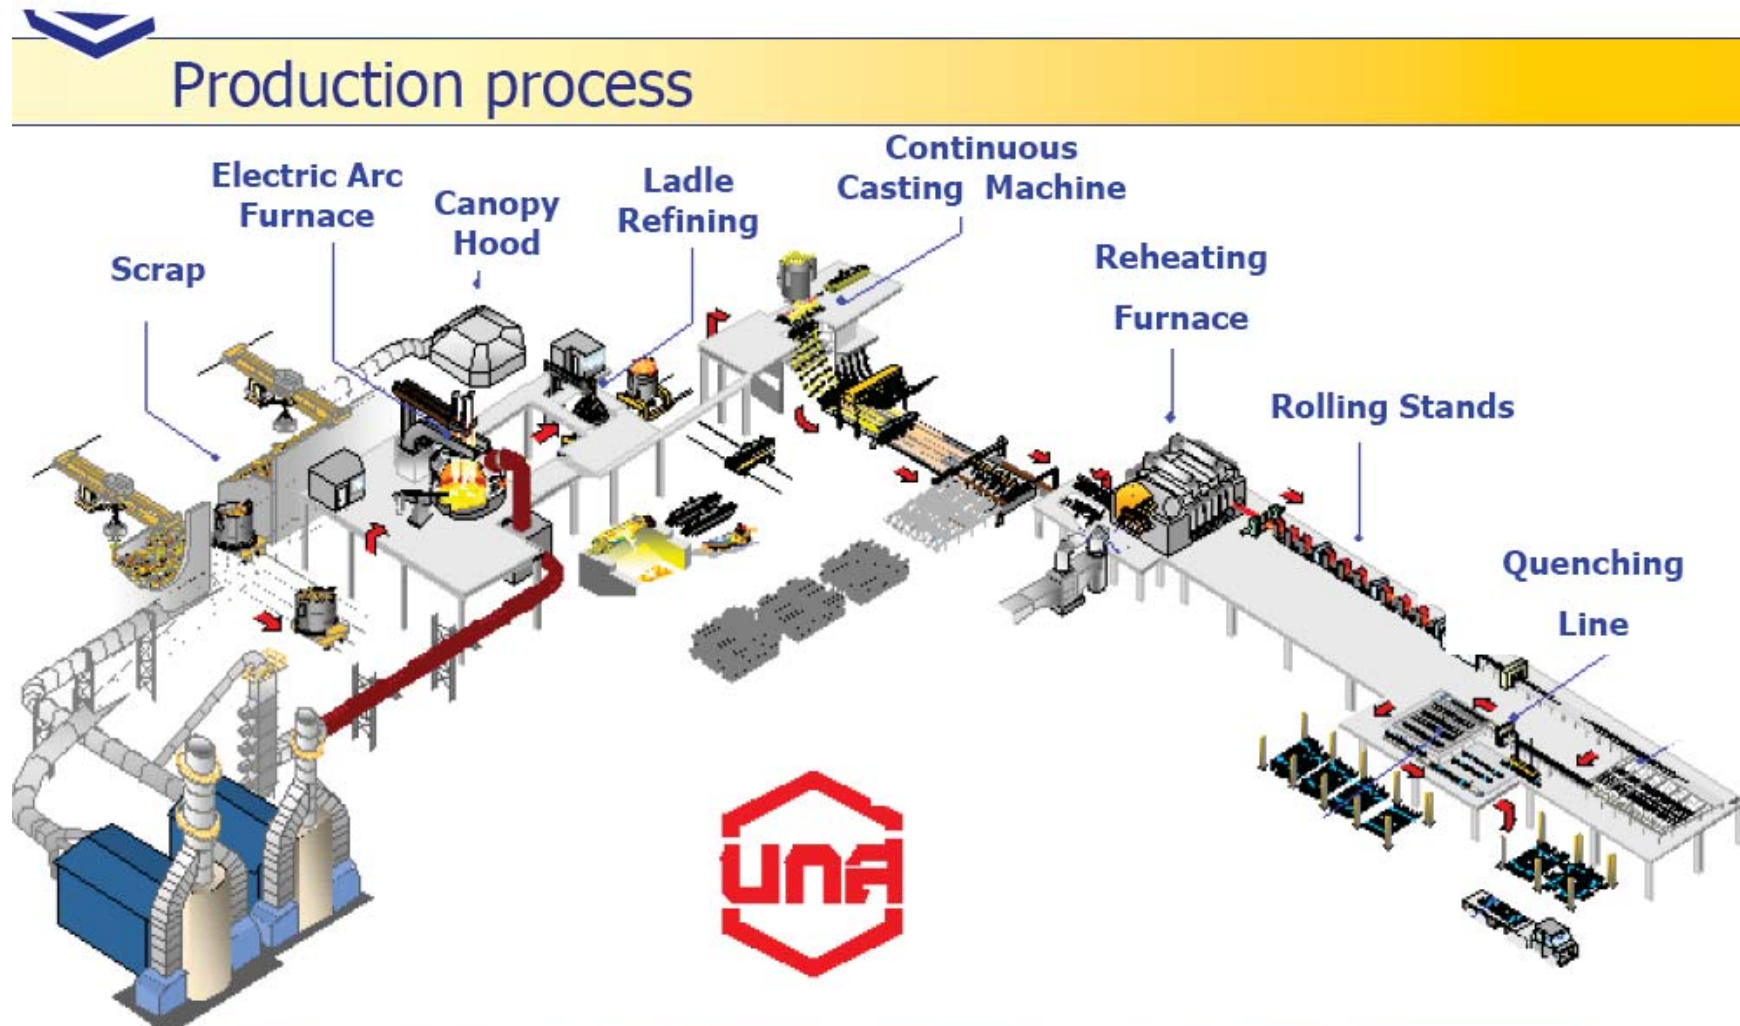 Production process
Electric Arc
Furnace
Canopy
Hood
Ladle
Refining
Continuous
Casting Machine
Scrap
Reheating
Furnace
Rolling Stands
Quenching
Line
una